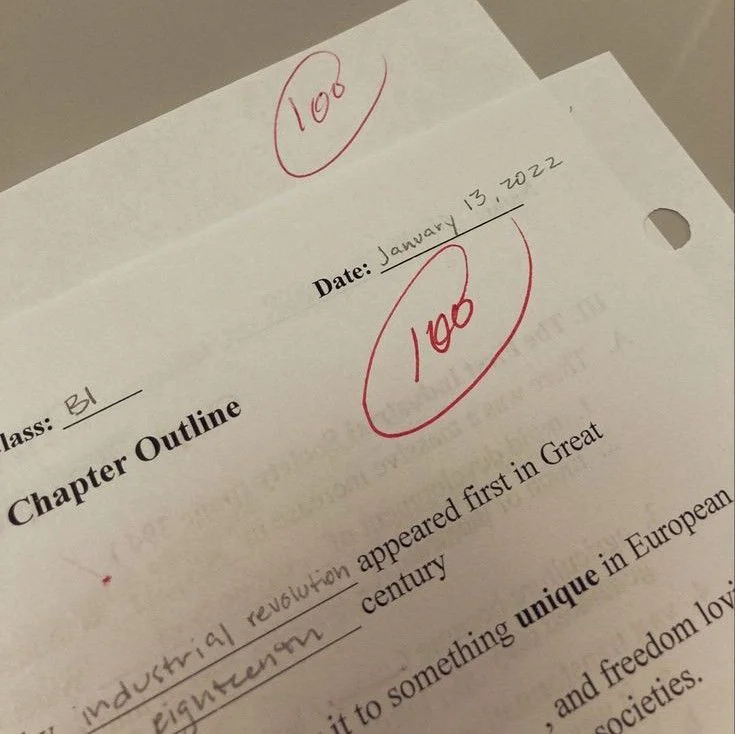 100
Date: January 13, 2022
100
lass: B1
Chapter Outline
industrial revolution appeared first in Great
eighteenth century
it to something unique in European
, and freedom lovi
societies.